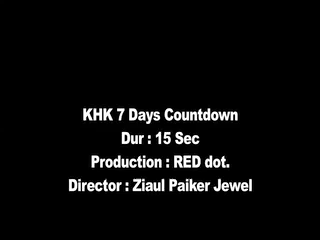 KHK 7 Days Countdown
Dur : 15 Sec
Production : RED dot.
Director : Ziaul Paiker Jewel